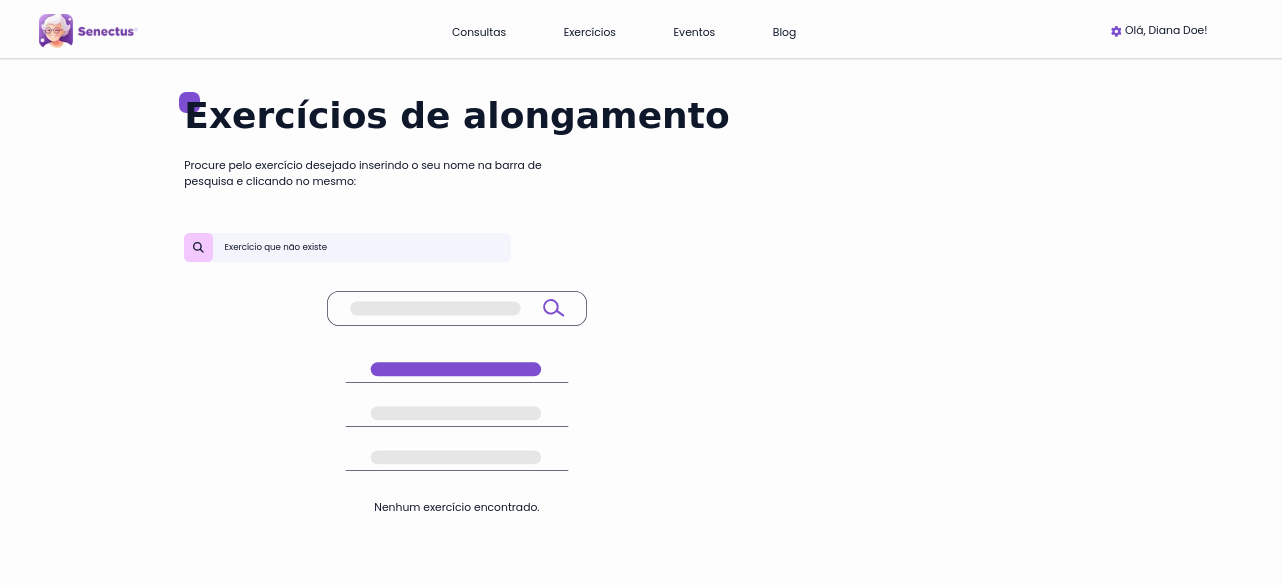 Senectus
Consultas
Exercícios
Eventos
Blog
Olá, Diana Doe!
Exercícios de alongamento
Procure pelo exercício desejado inserindo o seu nome na barra de
pesquisa e clicando no mesmo:
Exercicio que não existe
Nenhum exercício encontrado.